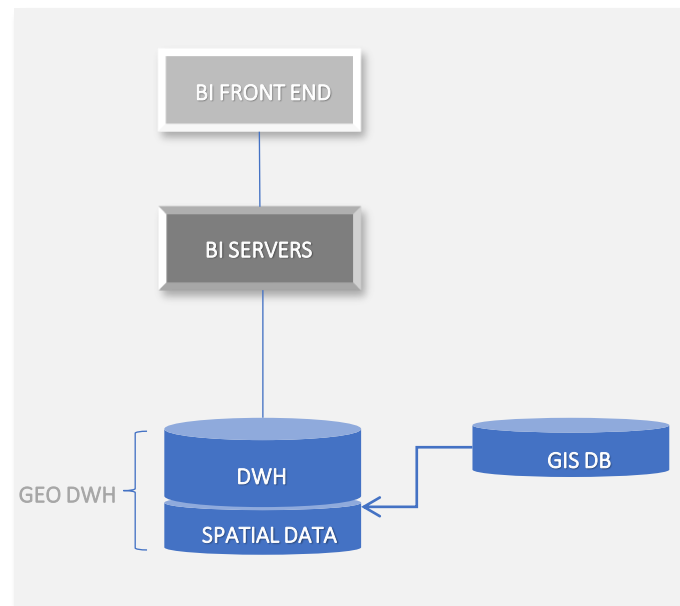 BI FRONT END
BI SERVERS
DWH
GIS DB
GEO DWH
SPATIAL DATA